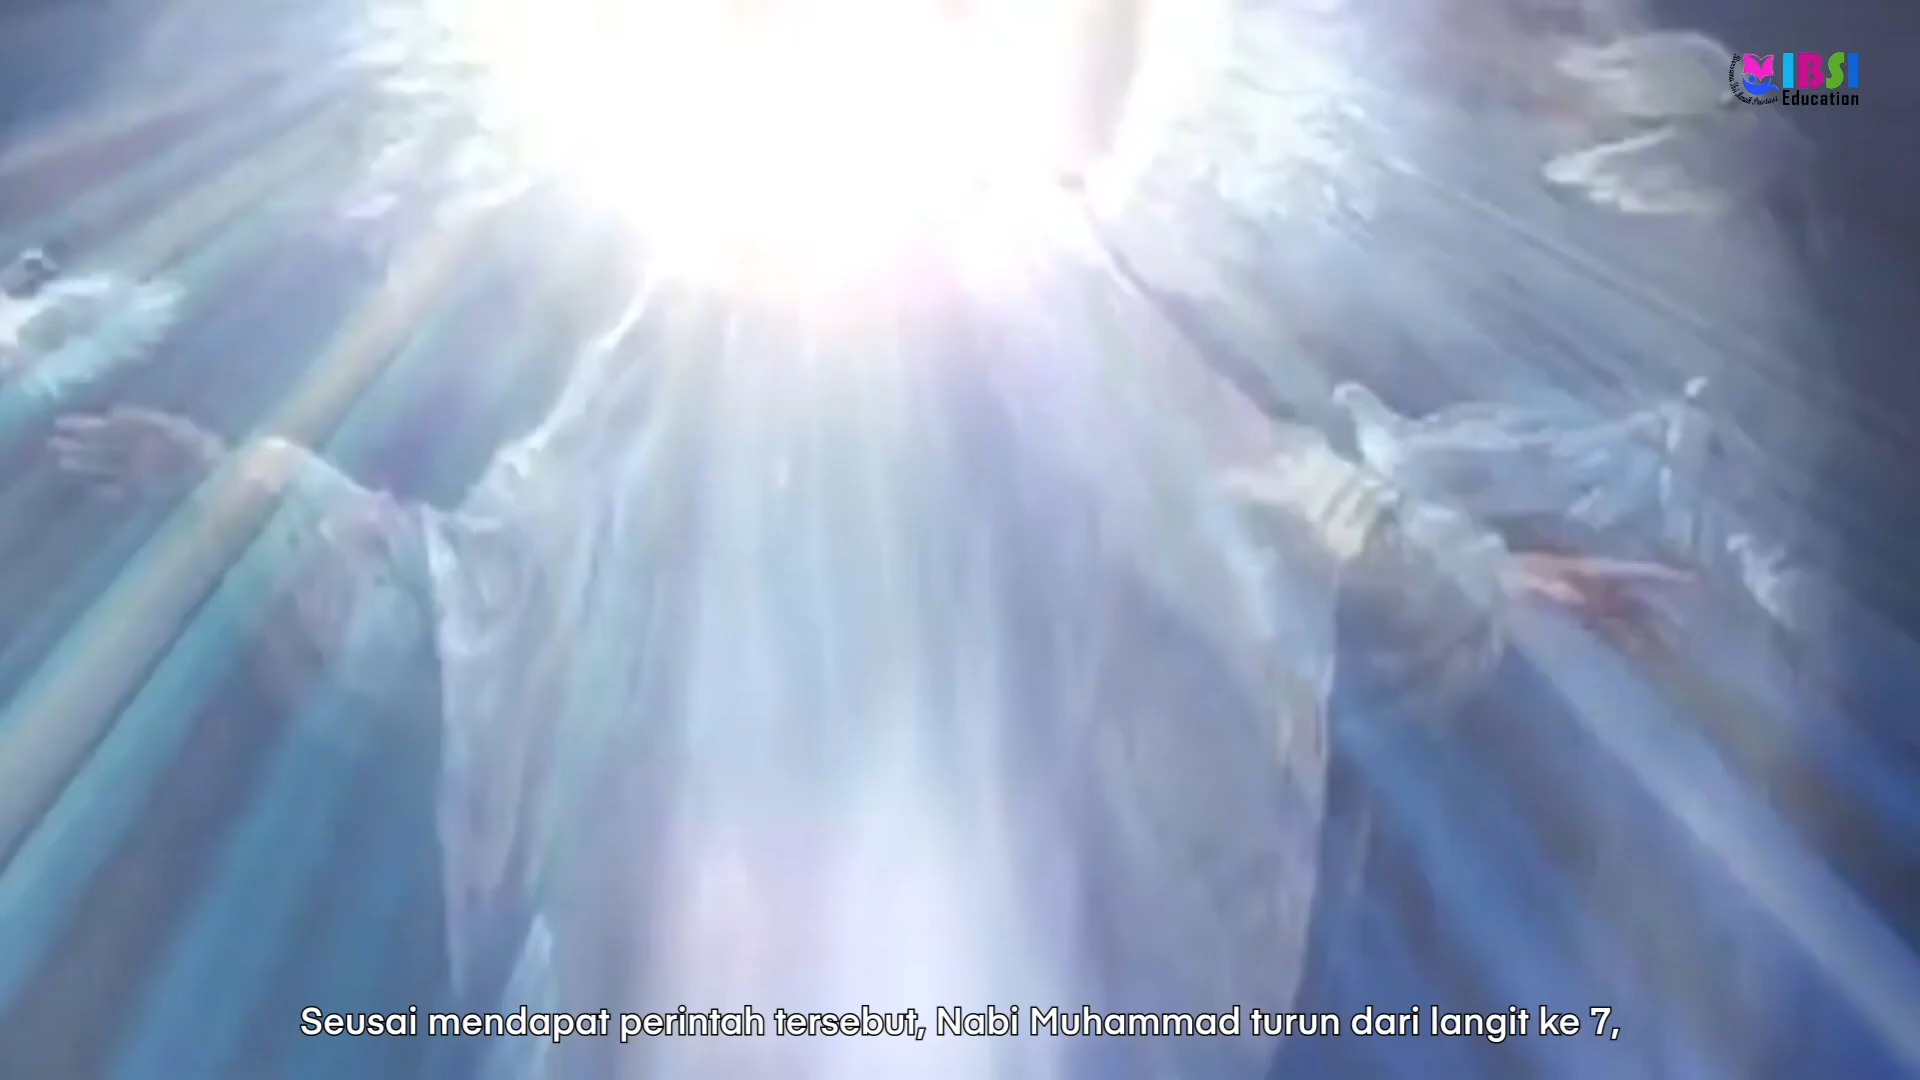 IBSI
Education
Seusai mendapat perintah tersebut, Nabi Muhammad turun dari langit ke 7,